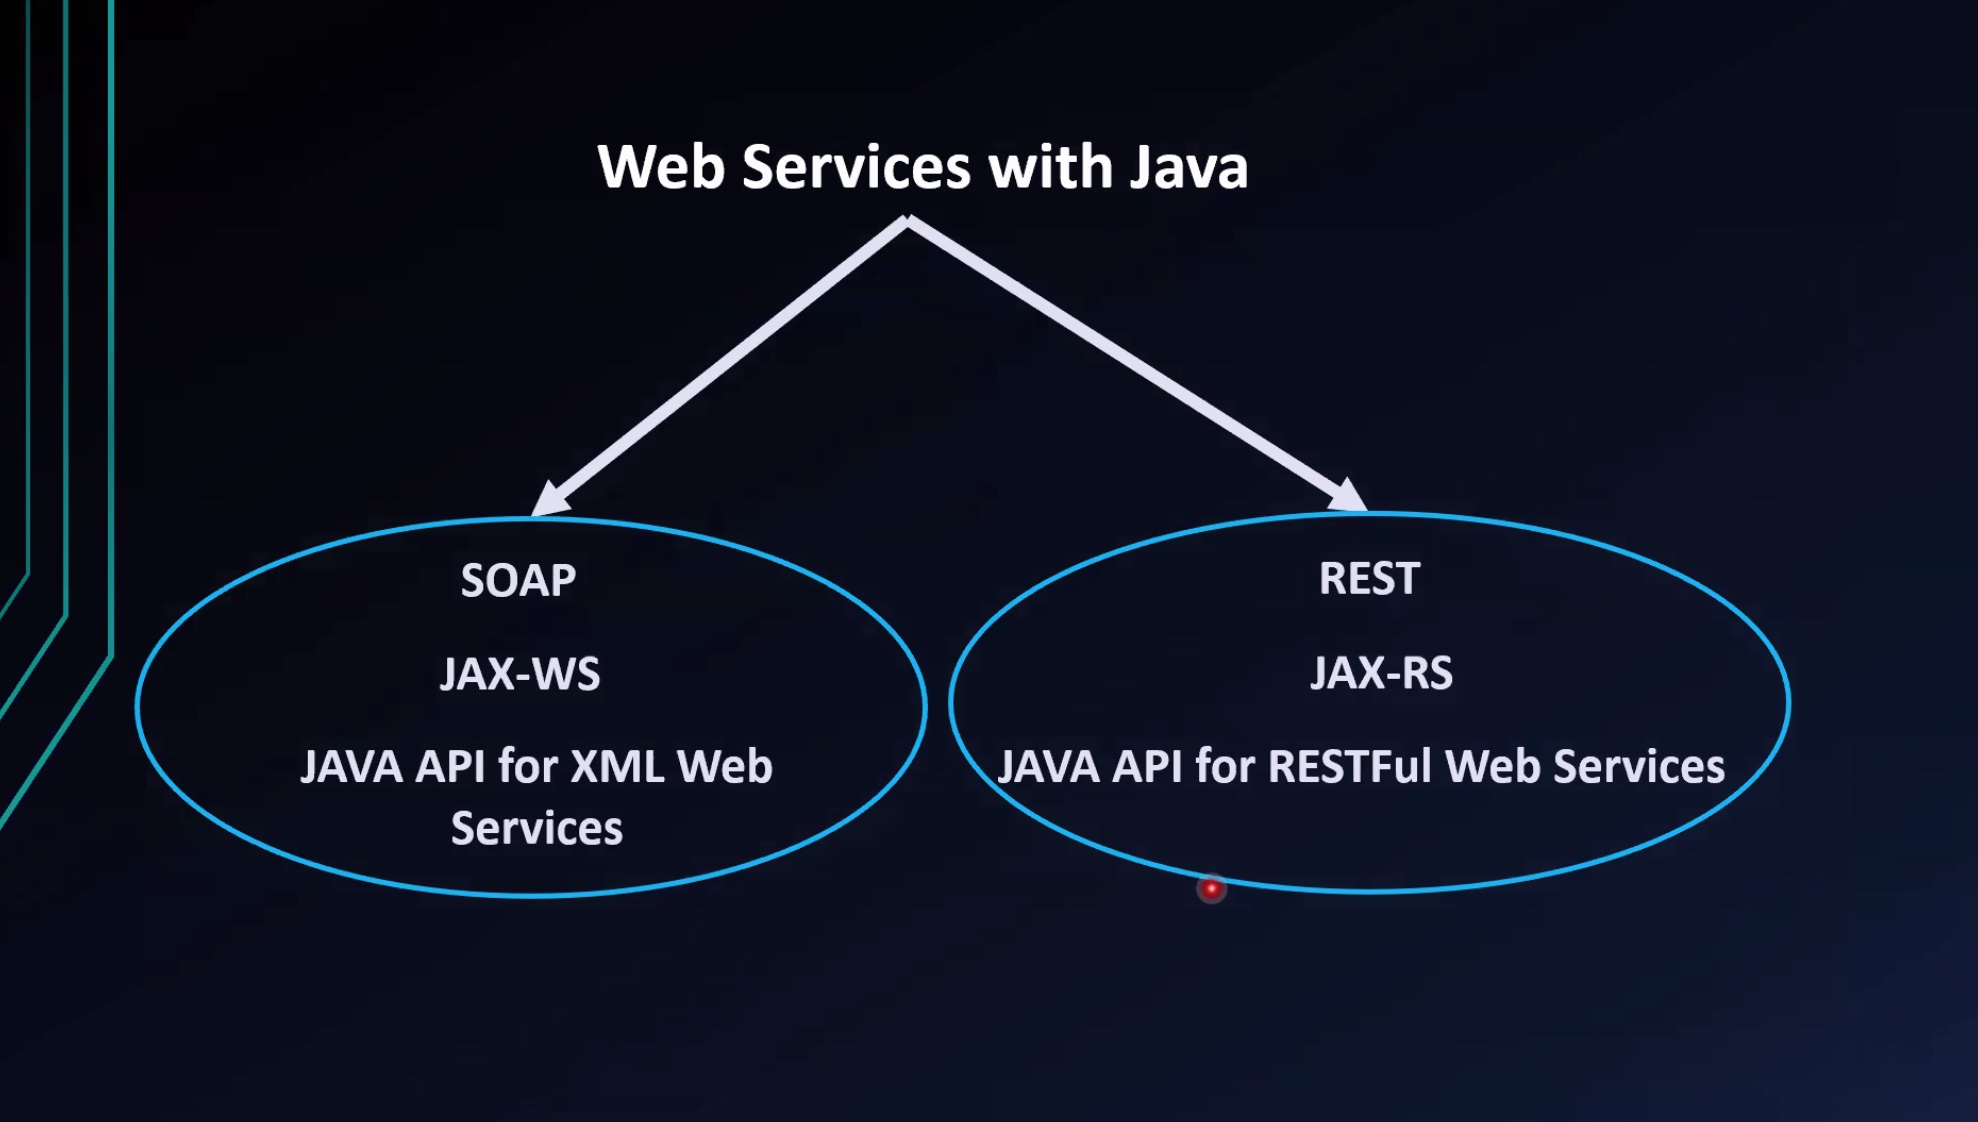 Web Services with Java
SOAP
JAX-WS
JAVA API for XML Web
Services
REST
JAX-RS
JAVA API for RESTFul Web Services